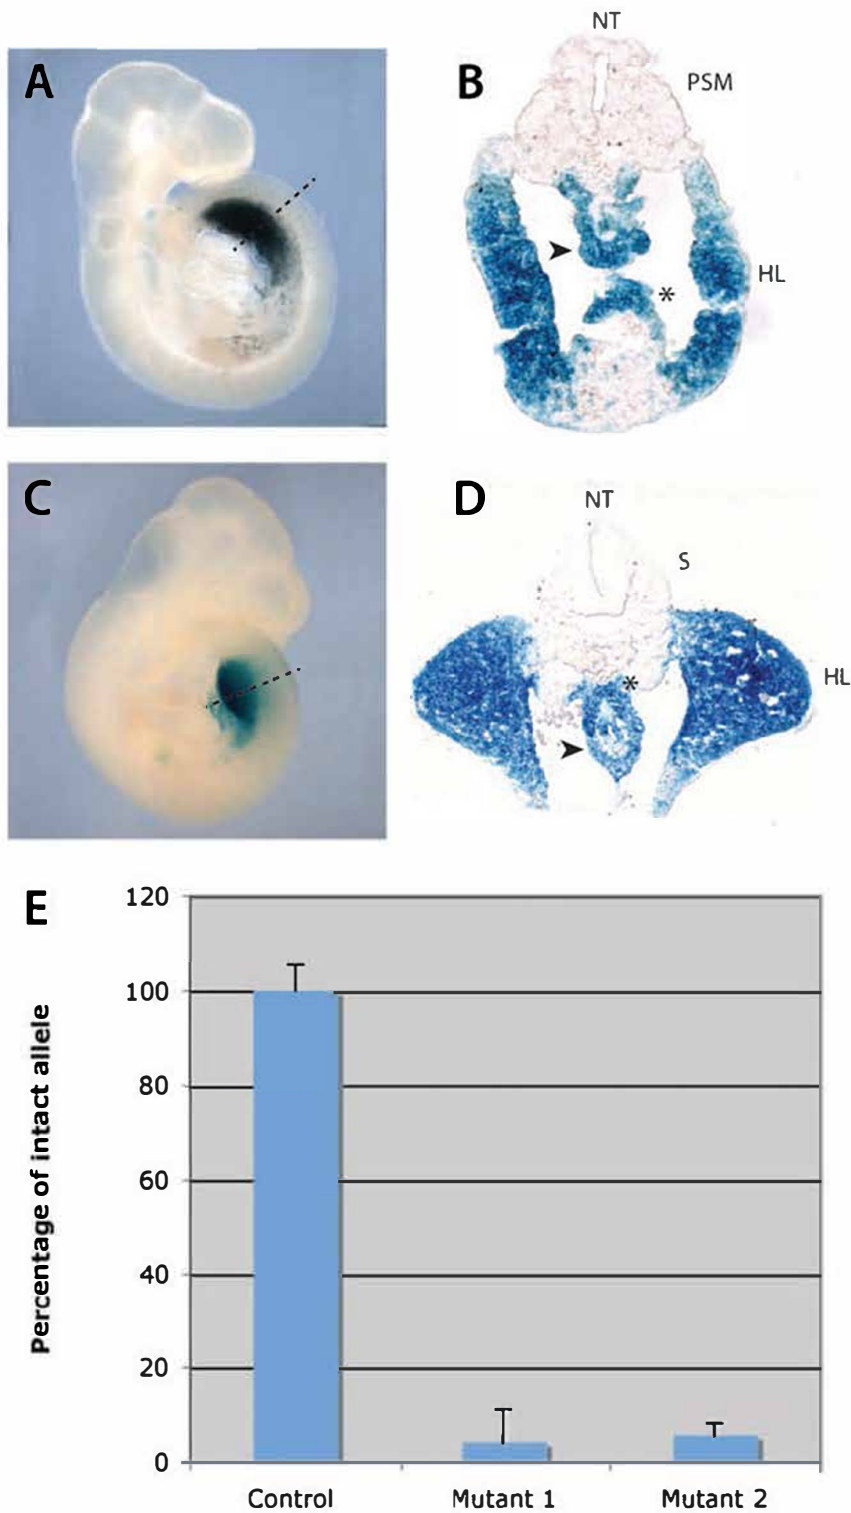 A
B
NT
PSM
HL
*
C
D
NT
S
HL
*
E
120
100
80
60
40
20
0
Percentage of intact allele
Control
Mutant 1
Mutant 2